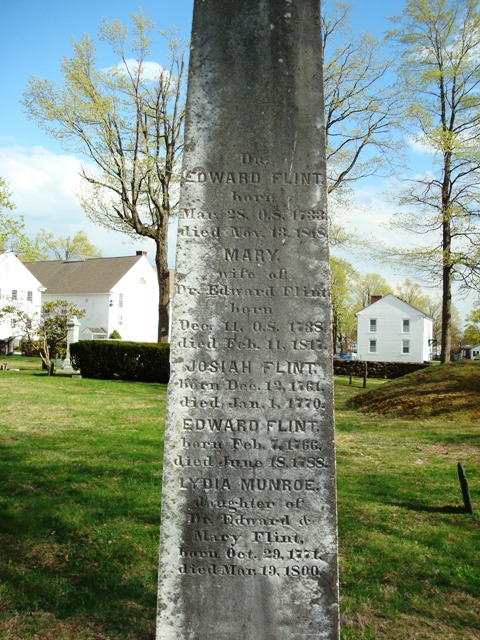 Dr.
EDWARD FLINT.
born
Mar. 28. O.S. 1733.
died Nov. 13. 1818.
MARY.
wife of
Dr. Edward Flint
born
Dec. 11. O.S. 1738.
died Feb. 11. 1817.
JOSIAH FLINT.
born Dec. 12, 1761.
died, Jan. 1, 1770.
EDWARD FLINT.
born Feb. 7, 1766.
died June 18, 1788.
LYDIA MUNROE.
daughter of
Dr. Edward &
Mary Flint,
born Oct. 29, 1771.
died Mar. 19, 1800.